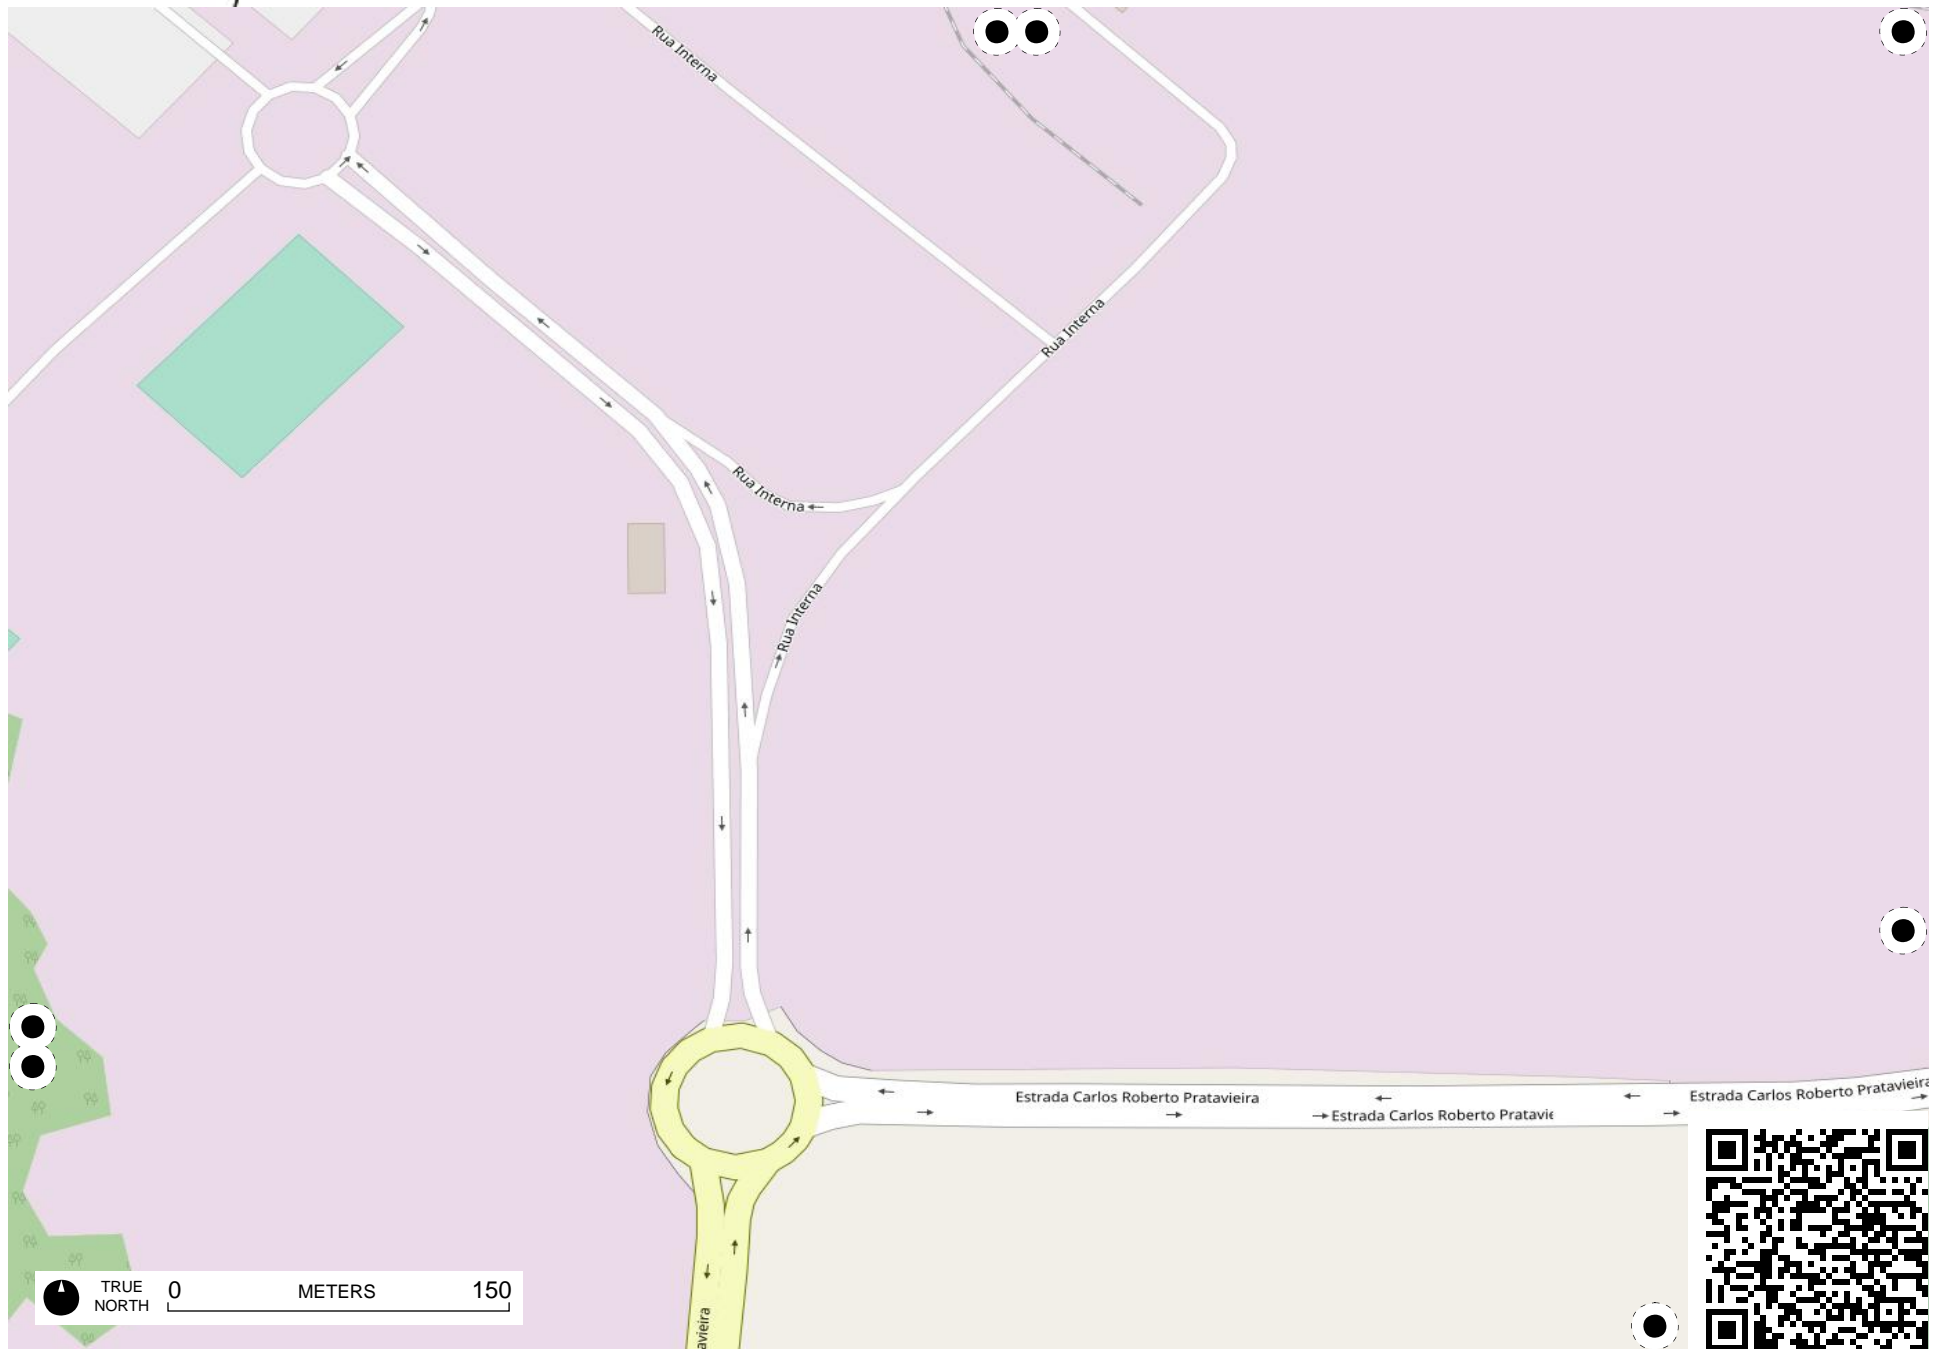 Rua Interna
Rua Interna
Rua Interna
Rua Interna
Estrada Carlos Roberto Pratavieira
Estrada Carlos Roberto Pratavie
Estrada Carlos Roberto Pratavieira
avieira
TRUE NORTH
0 METERS 150